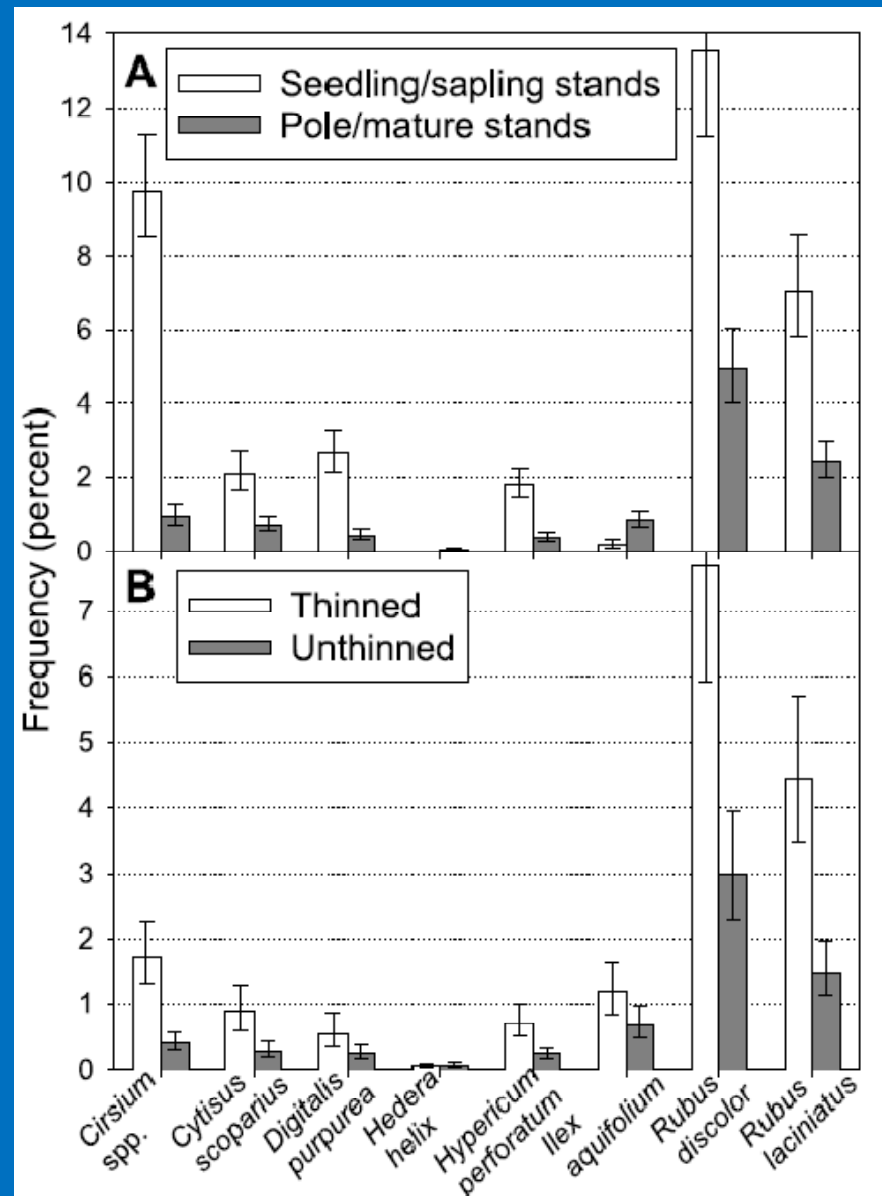 14
A
Seedling/sapling stands
Pole/mature stands
12
10
8
6
4
2
0
B
Thinned
Unthinned
7
6
5
4
3
2
1
0
Frequency (percent)
Cirsium
spp.
Cytisus
scoparius
Digitalis
purpurea
Hedera
helix
Hypericum
perforatum
Ilex
aquifolium
Rubus
discolor
Rubus
laciniatus